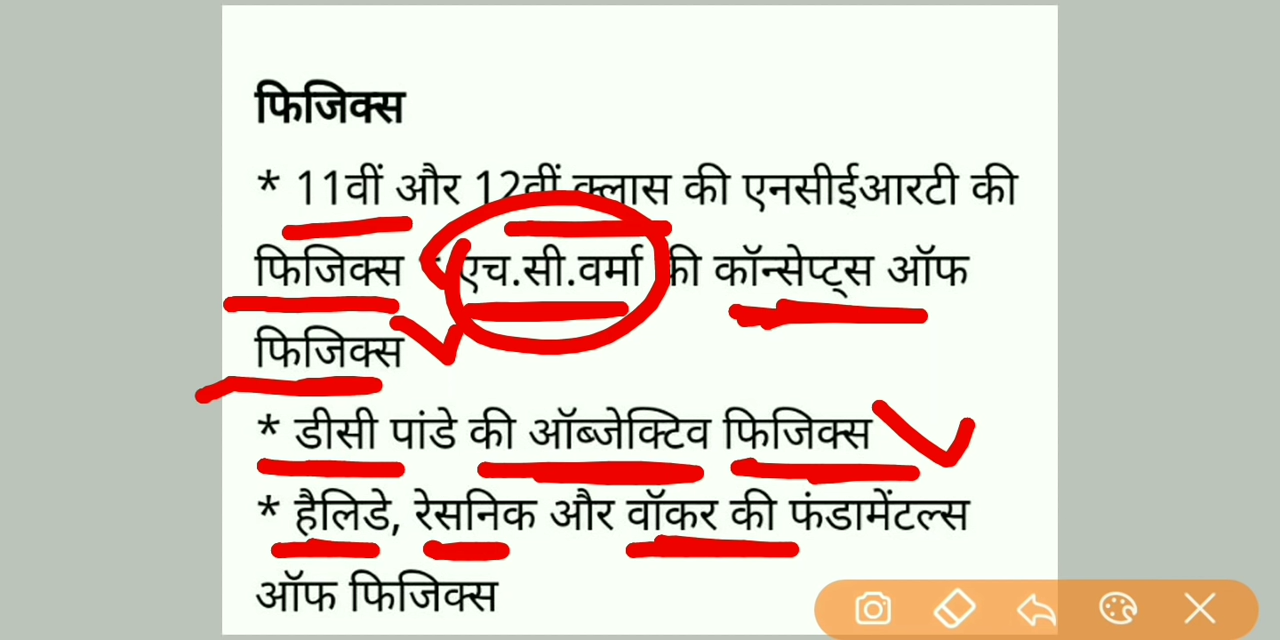 फिजिक्स
* 11वीं और 12वीं क्लास की एनसीईआरटी की
फिजिक्स एच.सी.वर्मा की कॉन्सेप्ट्स ऑफ
फिजिक्स
* डीसी पांडे की ऑब्जेक्टिव फिजिक्स
* हैलिडे, रेसनिक और वॉकर की फंडामेंटल्स
ऑफ फिजिक्स